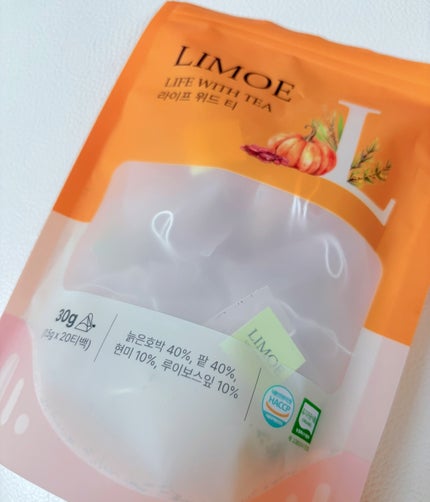 LIMOE
LIFE WITH TEA
라이프 위드 티
L
30g
(1.5g x 20티백)
늙은호박 40%, 팥 40%,
현미 10%, 루이보스잎 10%
LIMOE
HACCP